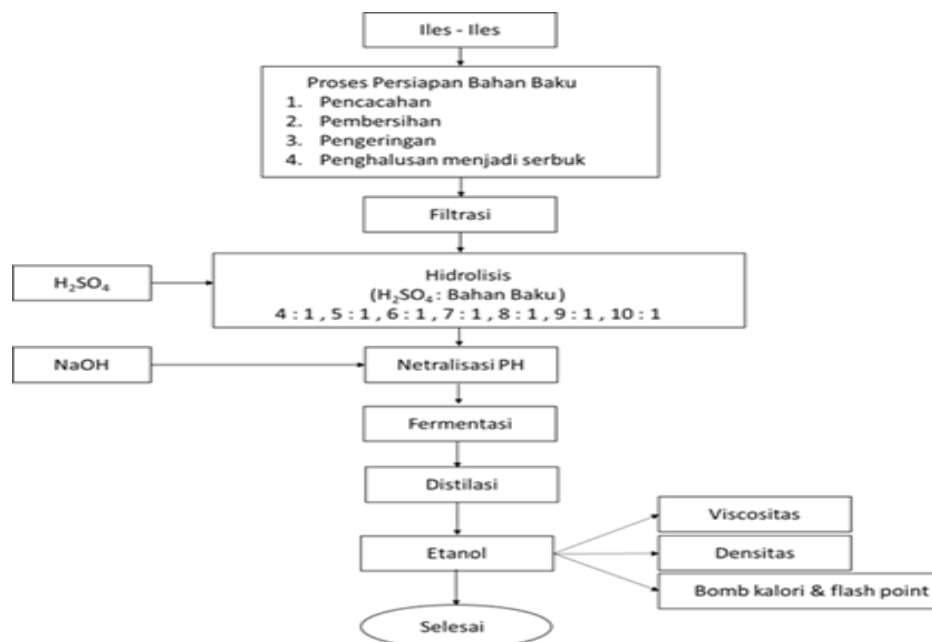 Iles - Iles
Proses Persiapan Bahan Baku
1. Pencacahan
2. Pembersihan
3. Pengeringan
4. Penghalusan menjadi serbuk
Filtrasi
H₂SO₄
Hidrolisis
(H₂SO₄ : Bahan Baku)
4 : 1 , 5 : 1 , 6 : 1 , 7 : 1 , 8 : 1 , 9 : 1 , 10 : 1
NaOH
Netralisasi PH
Fermentasi
Distilasi
Etanol
Viscositas
Densitas
Bomb kalori & flash point
Selesai